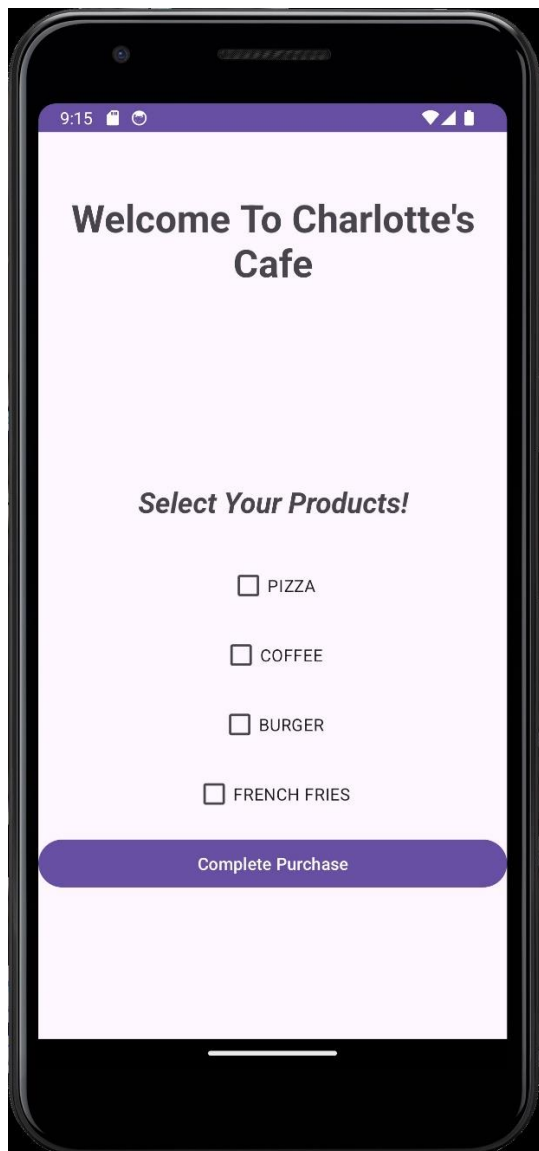 9:15
Welcome To Charlotte's
Cafe
Select Your Products!
PIZZA
COFFEE
BURGER
FRENCH FRIES
Complete Purchase